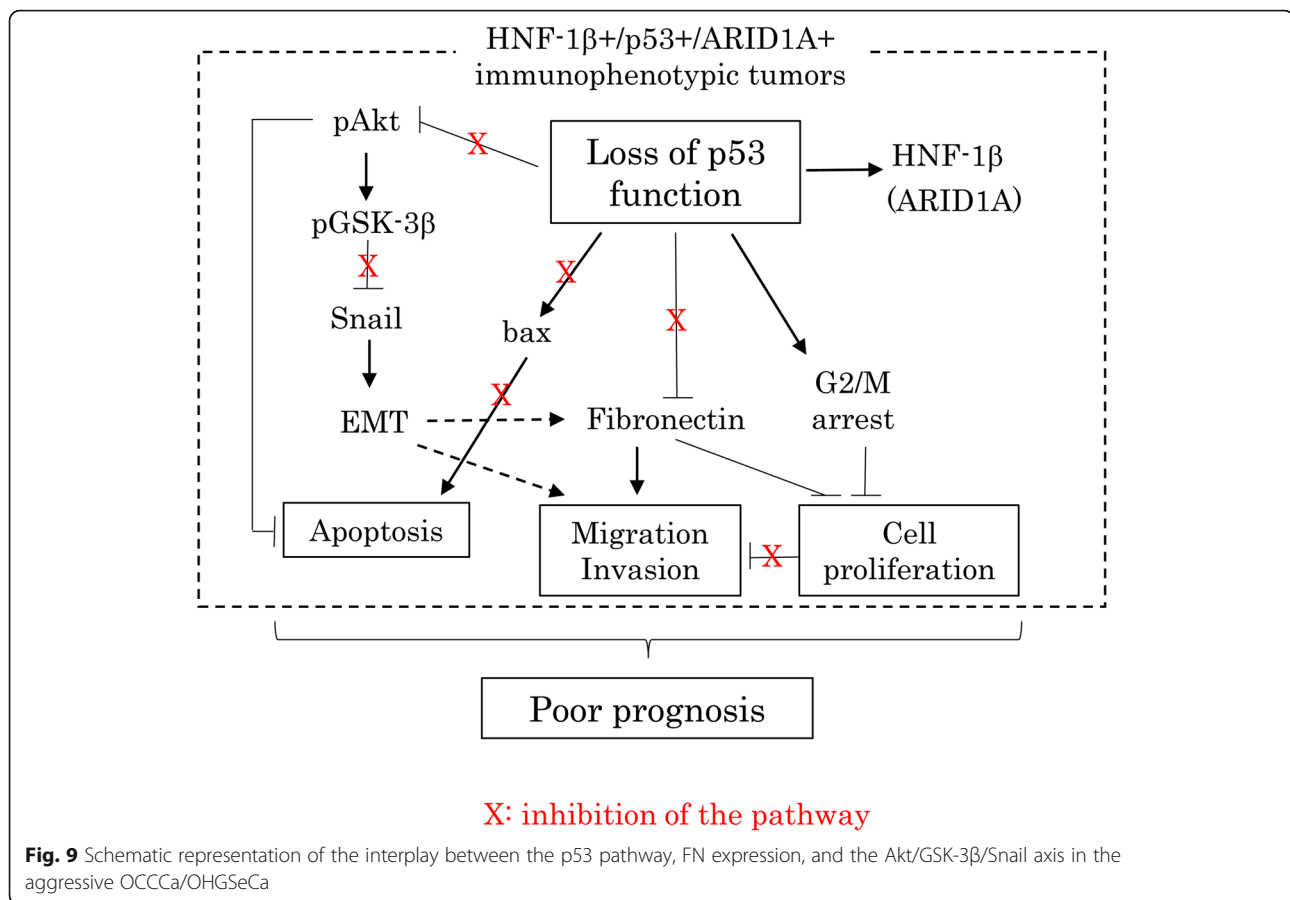 HNF-1β+/p53+/ARID1A+
immunophenotypic tumors
pAkt
X
Loss of p53
function
HNF-1β
(ARID1A)
pGSK-3β
X
X
Snail
bax
X
X
G2/M
arrest
EMT
Fibronectin
Apoptosis
Migration
Invasion
X
Cell
proliferation
Poor prognosis
X: inhibition of the pathway
Fig. 9 Schematic representation of the interplay between the p53 pathway, FN expression, and the Akt/GSK-3β/Snail axis in the
aggressive OCCCa/OHGSeCa